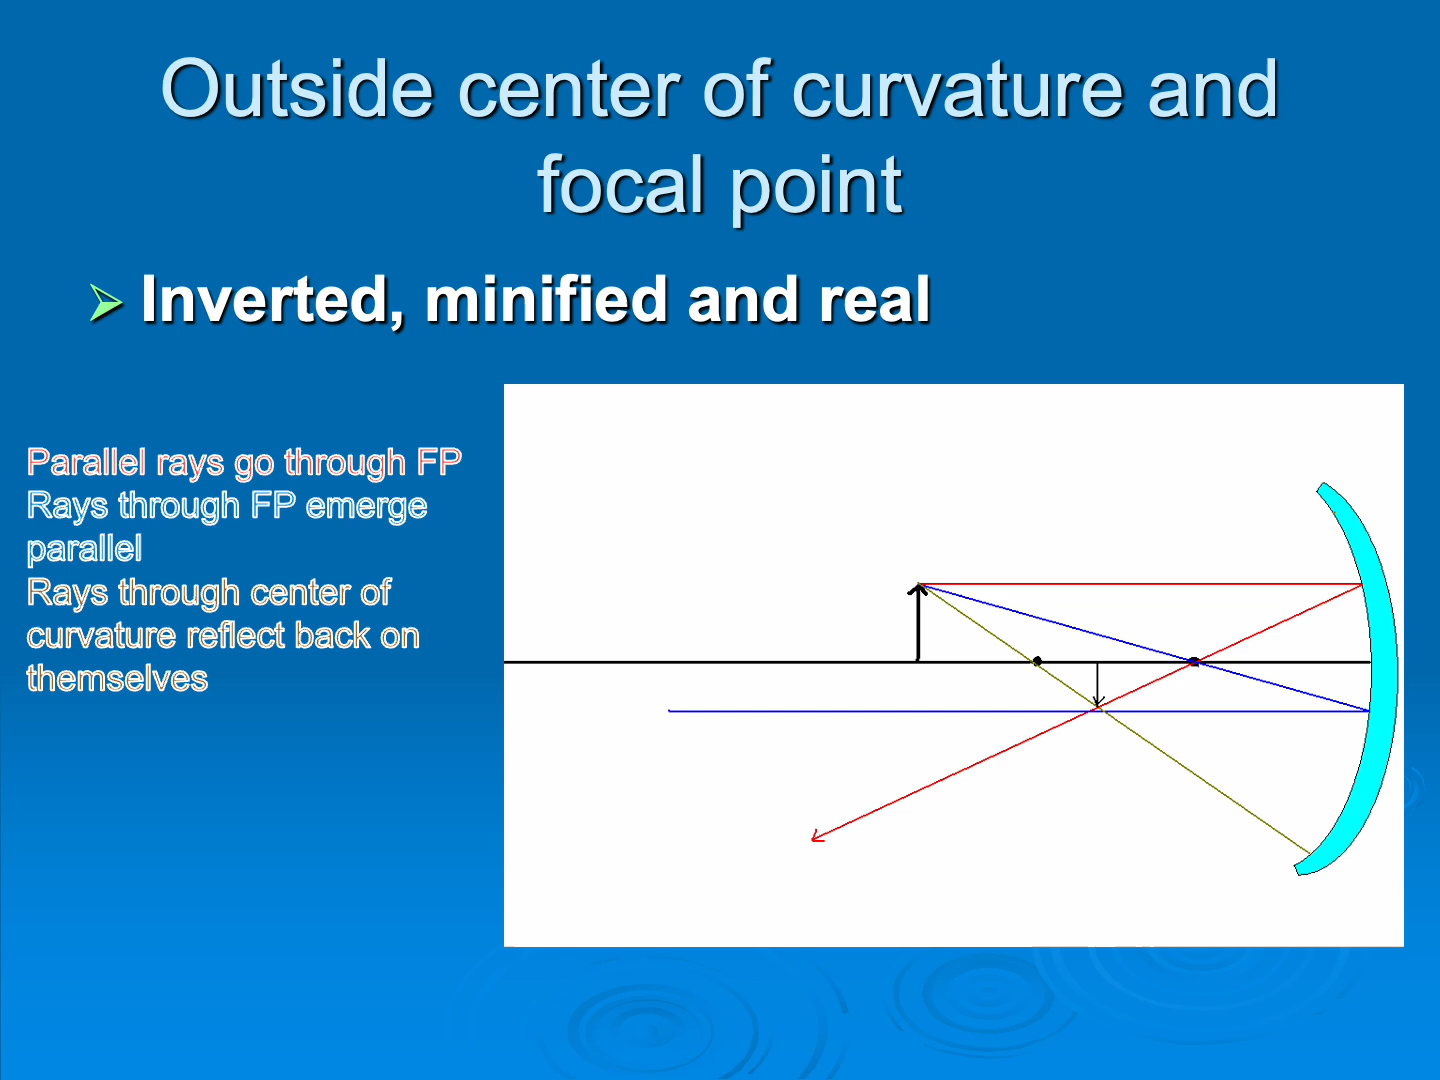 Outside center of curvature and
focal point
Inverted, minified and real
Parallel rays go through FP
Rays through FP emerge
parallel
Rays through center of
curvature reflect back on
themselves